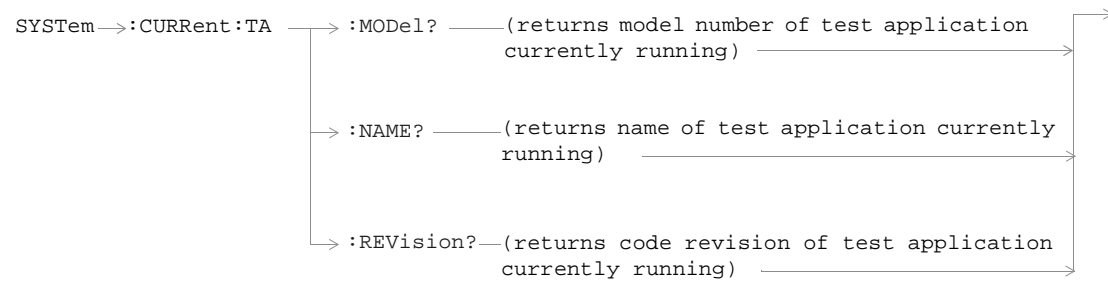 SYSTem :CURRent:TA :MODel? (returns model number of test application
currently running)
:NAME? (returns name of test application currently
running)
:REVision? (returns code revision of test application
currently running)